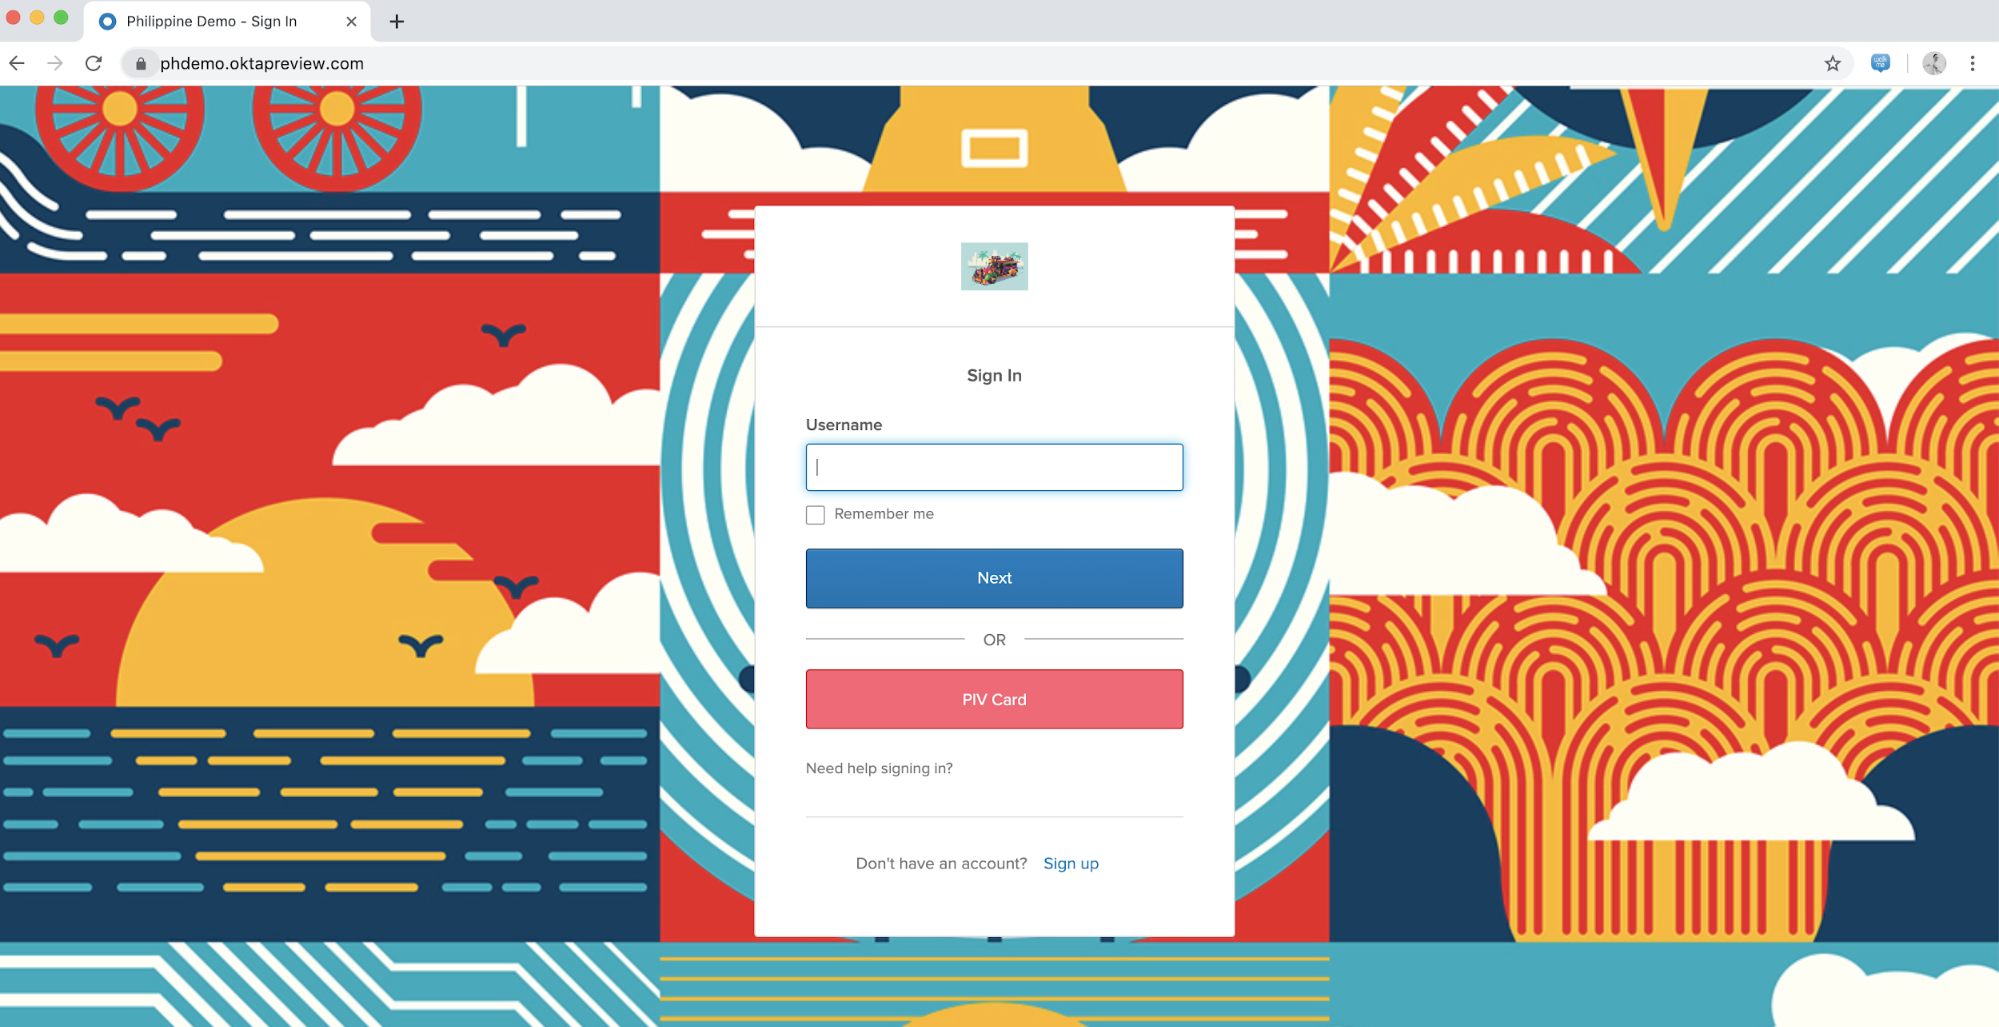 Philippine Demo - Sign In
phdemo.oktapreview.com
Sign In
Username
Remember me
Next
OR
PIV Card
Need help signing in?
Don't have an account? Sign up